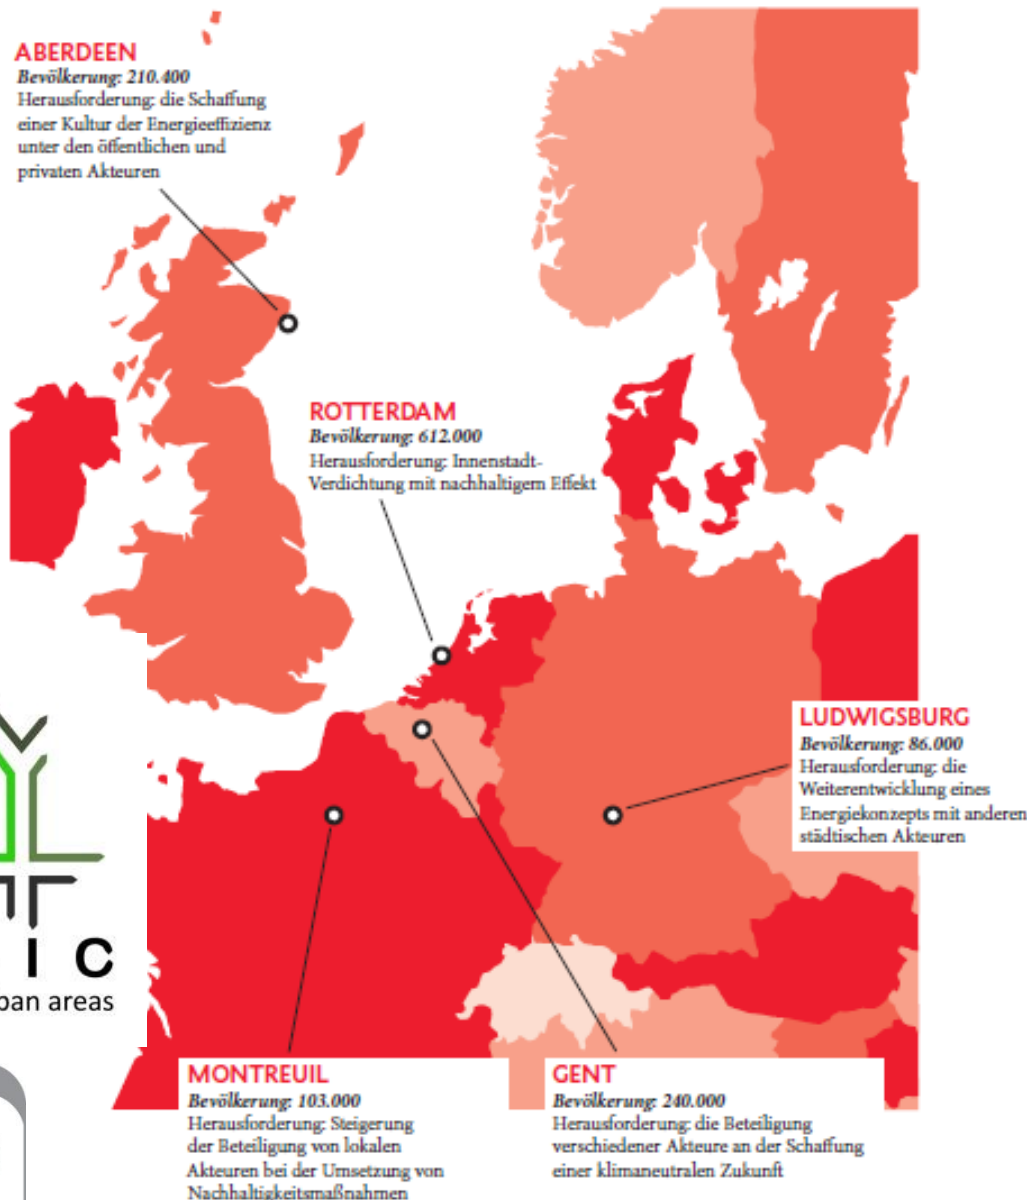 ABERDEEN
Bevölkerung: 210.400
Herausforderung: die Schaffung
einer Kultur der Energieeffizienz
unter den öffentlichen und
privaten Akteuren
ROTTERDAM
Bevölkerung: 612.000
Herausforderung: Innenstadt-
Verdichtung mit nachhaltigem Effekt
LUDWIGSBURG
Bevölkerung: 86.000
Herausforderung: die
Weiterentwicklung eines
Energiekonzepts mit anderen
städtischen Akteuren
I C
areas
MONTREUIL
Bevölkerung: 103.000
Herausforderung: Steigerung
der Beteiligung von lokalen
Akteuren bei der Umsetzung von
Nachhaltigkeitsmaßnahmen
GENT
Bevölkerung: 240.000
Herausforderung: die Beteiligung
verschiedener Akteure an der Schaffung
einer klimaneutralen Zukunft